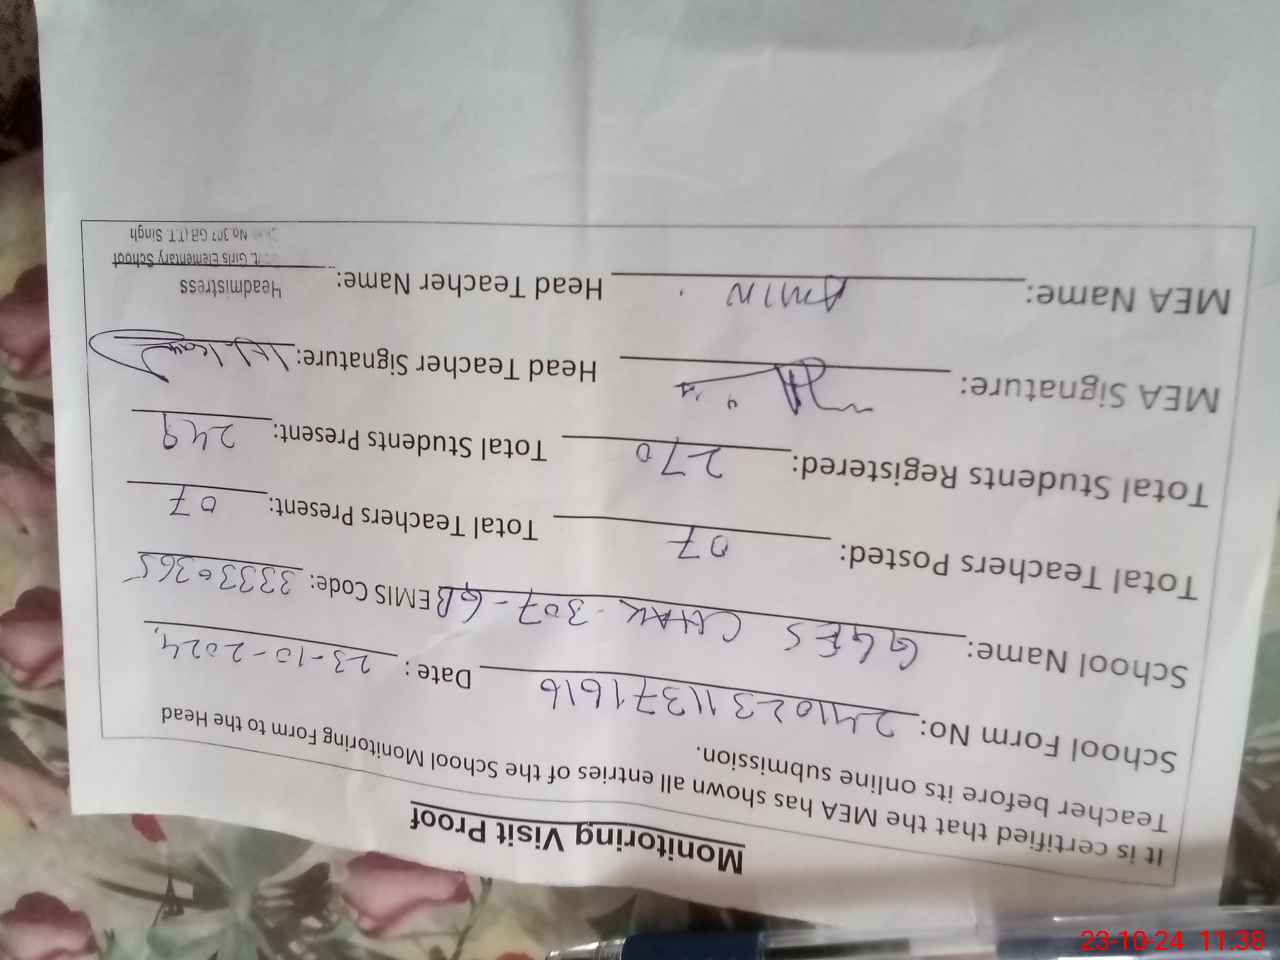 Monitoring Visit Proof
It is certified that the MEA has shown all entries of the School Monitoring Form to the Head
Teacher before its online submission.
School Form No: 24102311371616 Date : 23-10-2024
School Name: GGES CHAK-307-GB EMIS Code: 33330365
Total Teachers Posted: 07 Total Teachers Present: 07
Total Students Registered: 270 Total Students Present: 249
MEA Signature: Head Teacher Signature:
MEA Name: AMIN Head Teacher Name: Headmistress
Girls Elementary School
No.307 GB (T.T. Singh
23-10-24 11:38